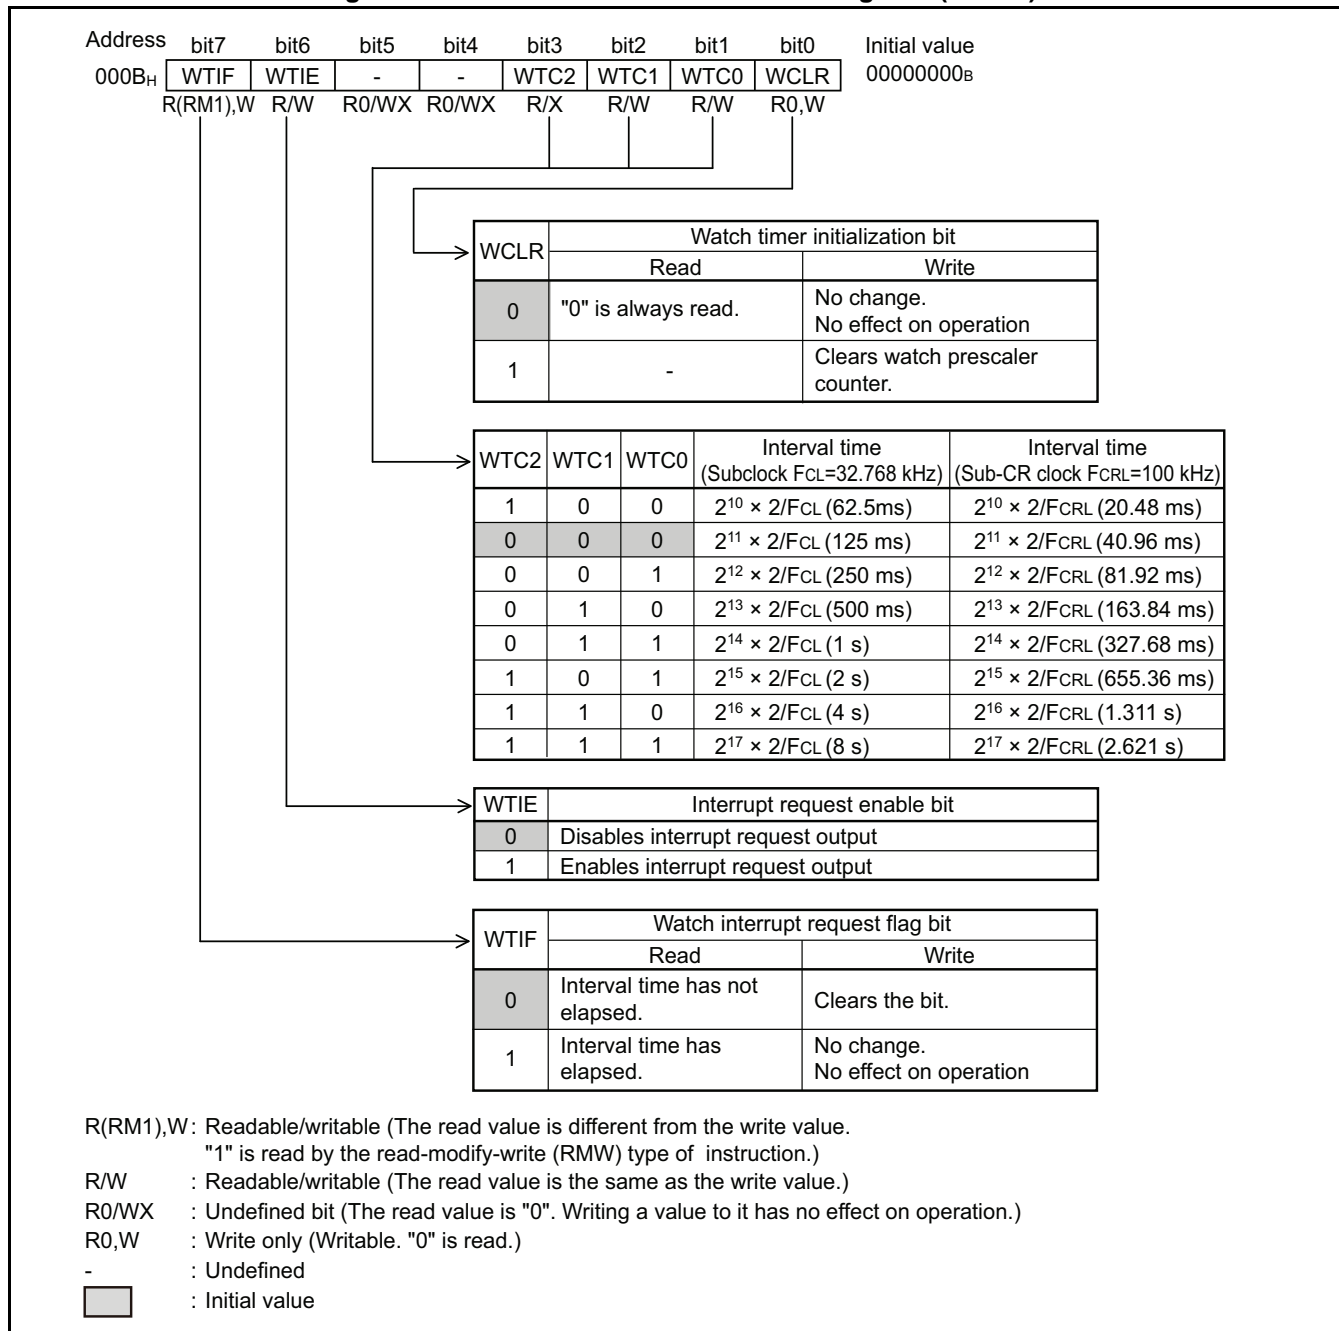 Address bit7 bit6 bit5 bit4 bit3 bit2 bit1 bit0 Initial value
000BH WTIF WTIE - - WTC2 WTC1 WTC0 WCLR 00000000B
R(RM1),W R/W R0/WX R0/WX R/X R/W R/W R0,W
WCLR Watch timer initialization bit
Read Write
0 "0" is always read. No change.
No effect on operation
1 - Clears watch prescaler
counter.
WTC2 WTC1 WTC0 Interval time Interval time
(Subclock FCL=32.768 kHz) (Sub-CR clock FCRL=100 kHz)
1 0 0 2¹⁰ × 2/FCL (62.5ms) 2¹⁰ × 2/FCRL (20.48 ms)
0 0 0 2¹¹ × 2/FCL (125 ms) 2¹¹ × 2/FCRL (40.96 ms)
0 0 1 2¹² × 2/FCL (250 ms) 2¹² × 2/FCRL (81.92 ms)
0 1 0 2¹³ × 2/FCL (500 ms) 2¹³ × 2/FCRL (163.84 ms)
0 1 1 2¹⁴ × 2/FCL (1 s) 2¹⁴ × 2/FCRL (327.68 ms)
1 0 1 2¹⁵ × 2/FCL (2 s) 2¹⁵ × 2/FCRL (655.36 ms)
1 1 0 2¹⁶ × 2/FCL (4 s) 2¹⁶ × 2/FCRL (1.311 s)
1 1 1 2¹⁷ × 2/FCL (8 s) 2¹⁷ × 2/FCRL (2.621 s)
WTIE Interrupt request enable bit
0 Disables interrupt request output
1 Enables interrupt request output
WTIF Watch interrupt request flag bit
Read Write
0 Interval time has not elapsed. Clears the bit.
1 Interval time has elapsed. No change.
No effect on operation
R(RM1),W : Readable/writable (The read value is different from the write value.
"1" is read by the read-modify-write (RMW) type of instruction.)
R/W : Readable/writable (The read value is the same as the write value.)
R0/WX : Undefined bit (The read value is "0". Writing a value to it has no effect on operation.)
R0,W : Write only (Writable. "0" is read.)
- : Undefined
: Initial value